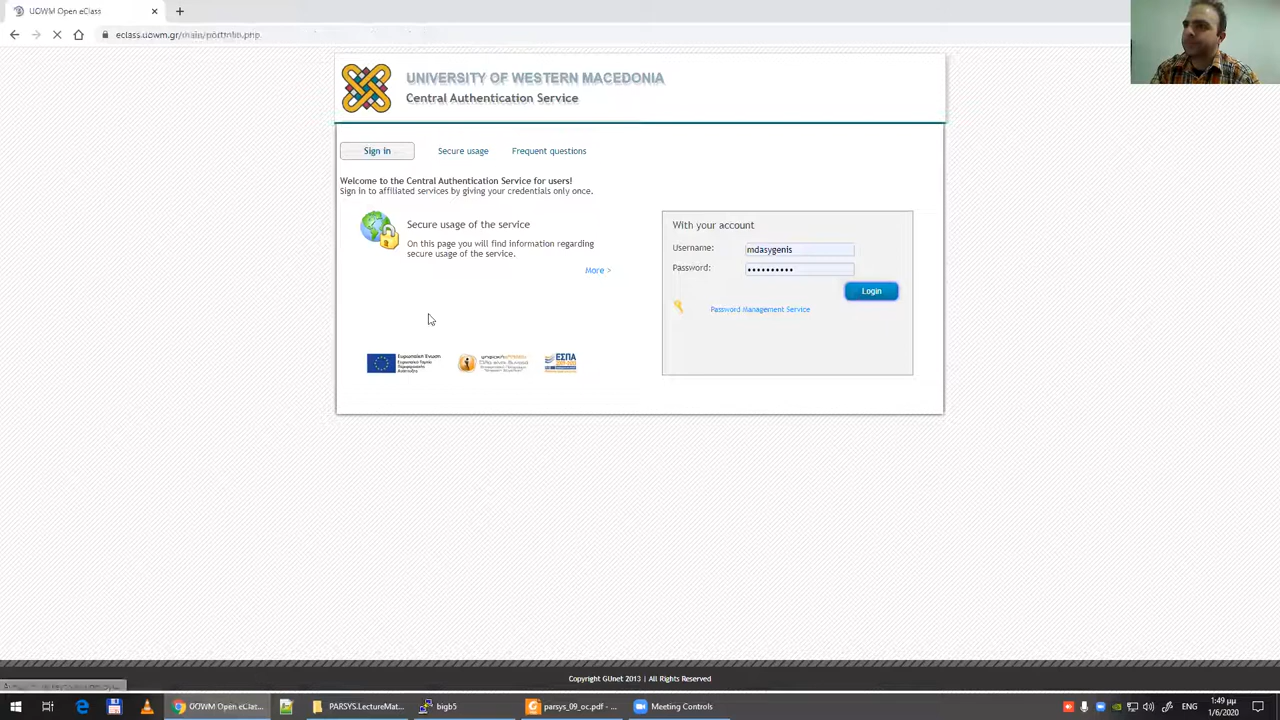 UOWM Open eClass
eclass.uowm.gr/main/portfolio.php
UNIVERSITY OF WESTERN MACEDONIA
Central Authentication Service
Sign in
Secure usage
Frequent questions
Welcome to the Central Authentication Service for users!
Sign in to affiliated services by giving your credentials only once.
Secure usage of the service
On this page you will find information regarding
secure usage of the service.
More >
With your account
Username:
mdasygenis
Password:
••••••••••
Login
Password Management Service
Ευρωπαϊκή Ένωση
ΕΣΠΑ
Copyright GUnet 2013 | All Rights Reserved
UOWM Open eClat...
PARSYS.LectureMat...
bigb5
parsys_09_oc.pdf - ...
Meeting Controls
ENG
1:49 μμ
1/6/2020